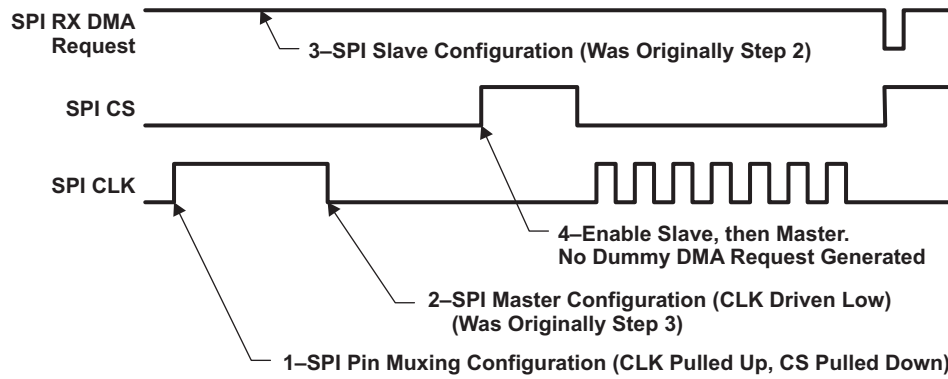 SPI RX DMA
Request
3–SPI Slave Configuration (Was Originally Step 2)
SPI CS
SPI CLK
4–Enable Slave, then Master.
No Dummy DMA Request Generated
2–SPI Master Configuration (CLK Driven Low)
(Was Originally Step 3)
1–SPI Pin Muxing Configuration (CLK Pulled Up, CS Pulled Down)